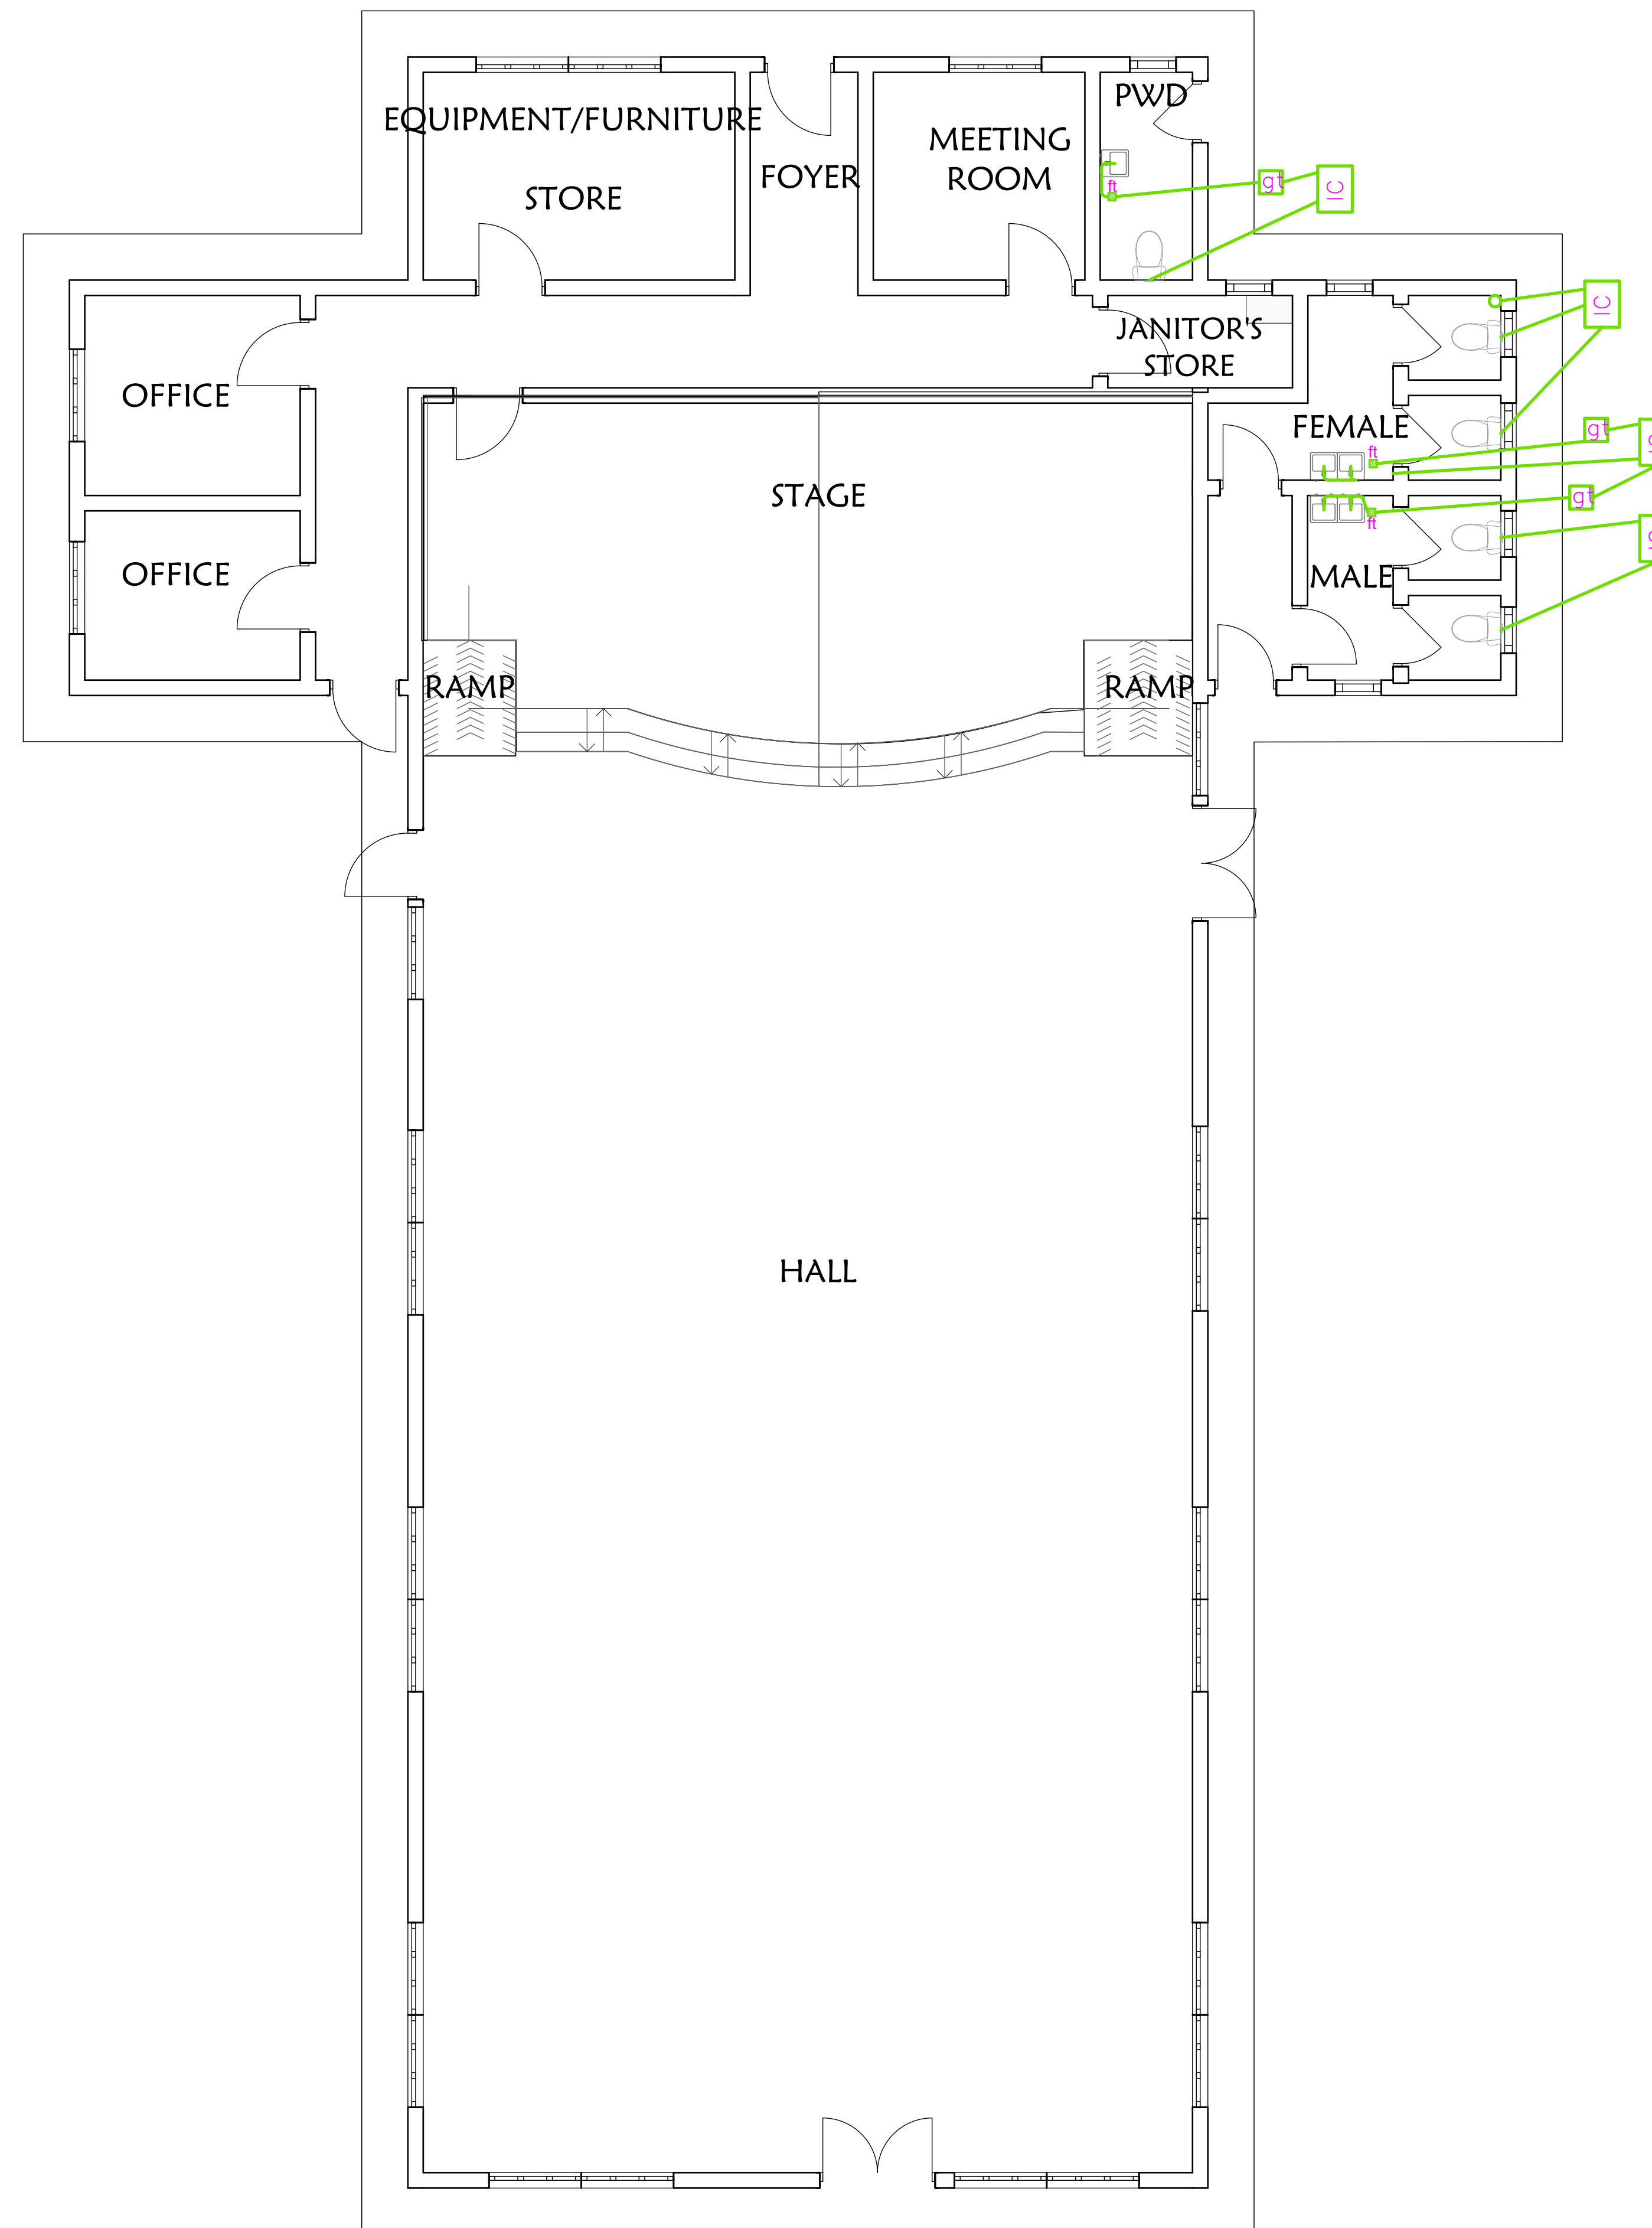 PWD
EQUIPMENT/FURNITURE
STORE
FOYER
MEETING
ROOM
ft
gt
IC
JANITOR'S
STORE
IC
OFFICE
FEMALE
ft
gt
STAGE
gt
ft
OFFICE
MALE
RAMP
RAMP
HALL